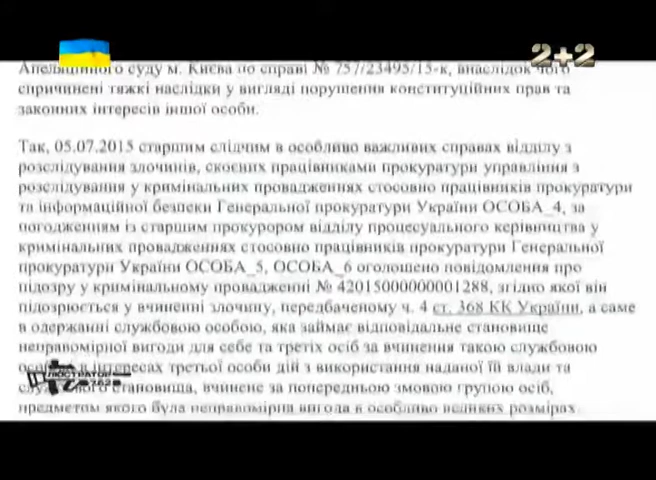 2+2
Апеляційного суду м. Києва по справі № 757/23495/15-к, внаслідок чого
спричинені тяжкі наслідки у вигляді порушення конституційних прав та
законних інтересів іншої особи.
Так, 05.07.2015 старшим слідчим в особливо важливих справах відділу з
розслідування злочинів, скоєних працівниками прокуратури управління з
розслідування у кримінальних провадженнях стосовно працівників прокуратури
та інформаційної безпеки Генеральної прокуратури України ОСОБА_4, за
погодженням із старшим прокурором відділу процесуального керівництва у
кримінальних провадженнях стосовно працівників прокуратури Генеральної
прокуратури України ОСОБА_5, ОСОБА_6 оголошено повідомлення про
підозру у кримінальному провадженні № 42015000000001288, згідно якої він
підозрюється у вчиненні злочину, передбаченому ч. 4 ст. 368 КК України, а саме
в одержанні службовою особою, яка займає відповідальне становище
неправомірної вигоди для себе та третіх осіб за вчинення такою службовою
в інтересах третьої особи дій з використання наданої їй влади та
становища, вчинене за попередньою змовою групою осіб,
предметом якого була неправомірна вигода в особливо великих розмірах
ЛЮСТРАТОР
7.62